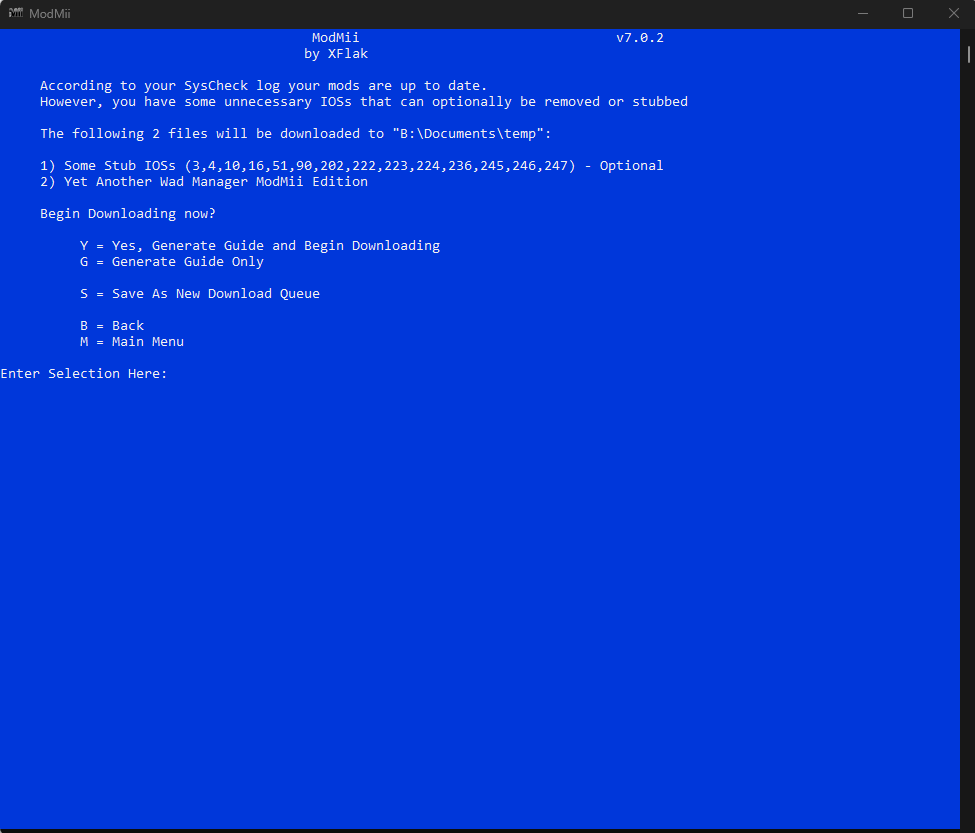 ModMii
ModMii v7.0.2
by XFlak
According to your SysCheck log your mods are up to date.
However, you have some unnecessary IOSs that can optionally be removed or stubbed
The following 2 files will be downloaded to "B:\Documents\temp":
1) Some Stub IOSs (3,4,10,16,51,90,202,222,223,224,236,245,246,247) - Optional
2) Yet Another Wad Manager ModMii Edition
Begin Downloading now?
Y = Yes, Generate Guide and Begin Downloading
G = Generate Guide Only
S = Save As New Download Queue
B = Back
M = Main Menu
Enter Selection Here: